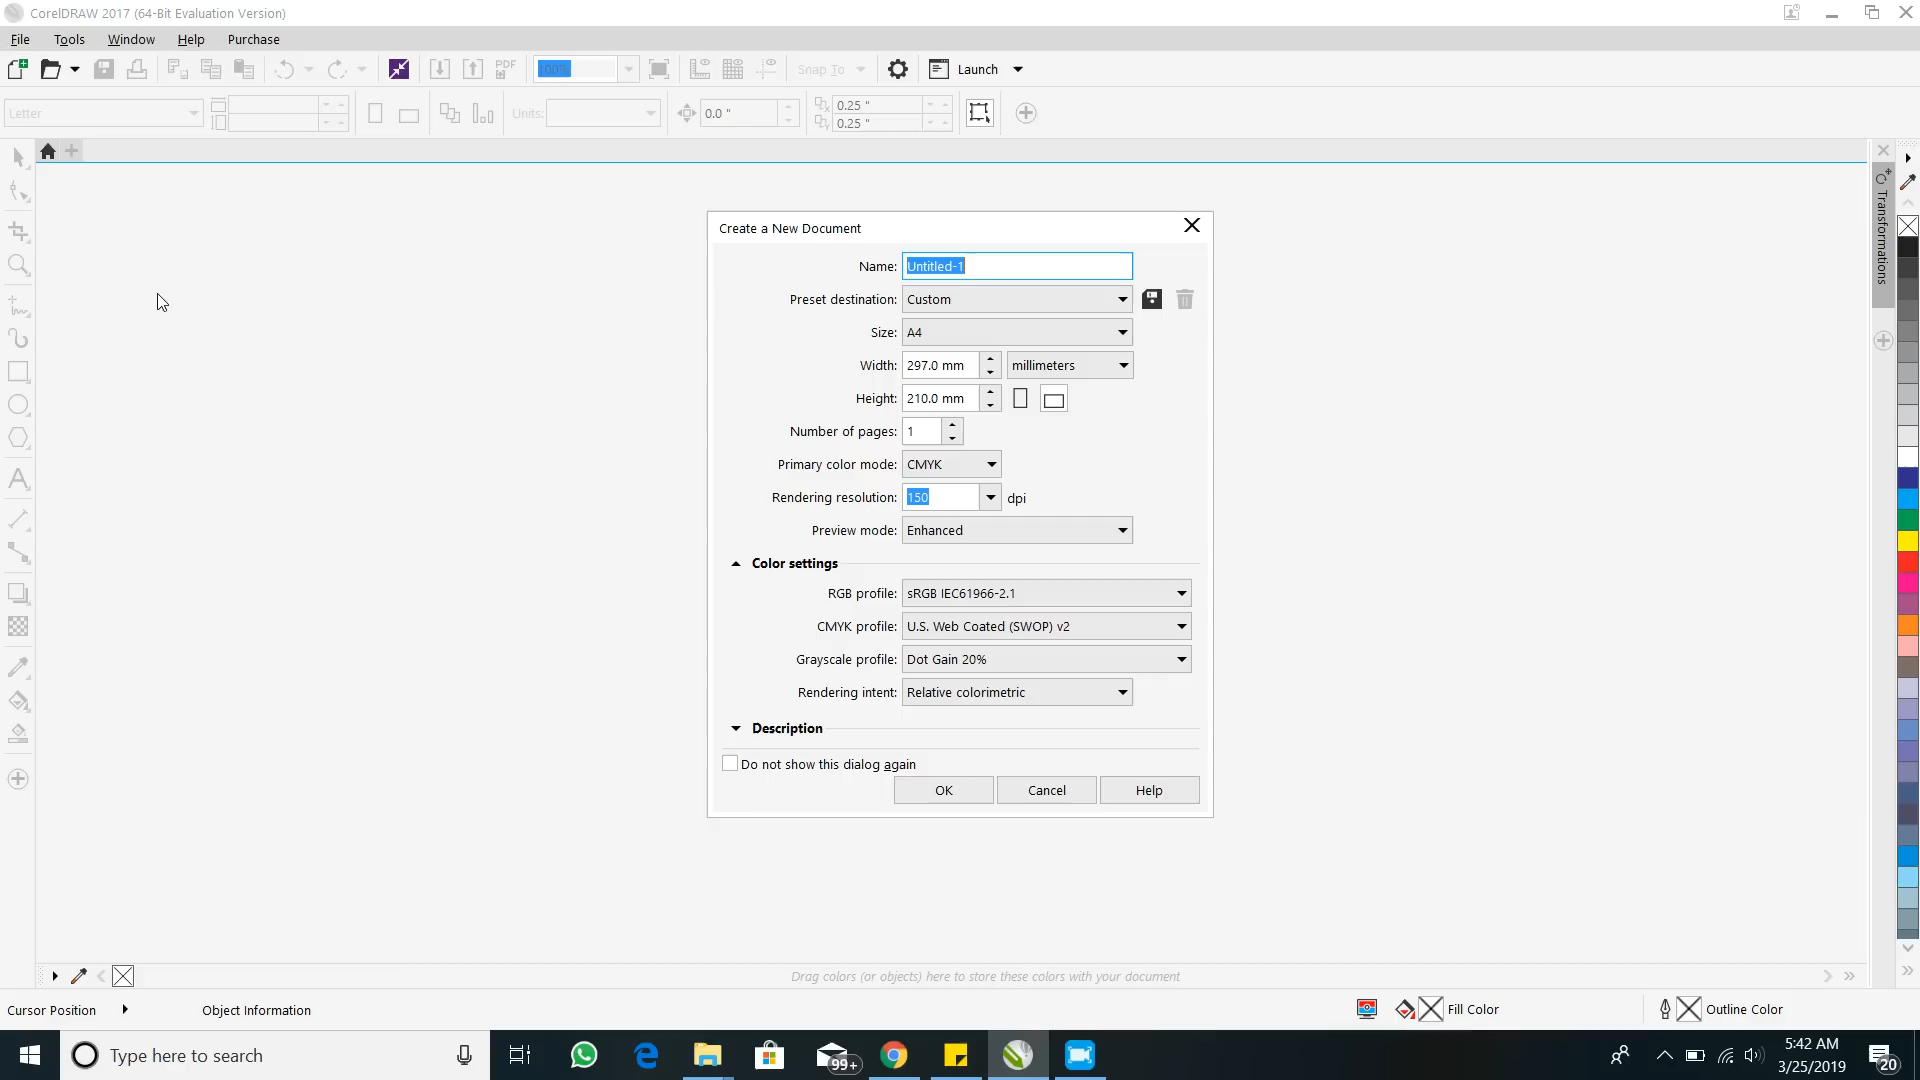 CorelDRAW 2017 (64-Bit Evaluation Version)
File Tools Window Help Purchase
PDF 100% Snap To Launch
Letter Units: 0.0 " 0.25 "
0.25 "
Transformations
Create a New Document
Name: Untitled-1
Preset destination: Custom
Size: A4
Width: 297.0 mm millimeters
Height: 210.0 mm
Number of pages: 1
Primary color mode: CMYK
Rendering resolution: 150 dpi
Preview mode: Enhanced
Color settings
RGB profile: sRGB IEC61966-2.1
CMYK profile: U.S. Web Coated (SWOP) v2
Grayscale profile: Dot Gain 20%
Rendering intent: Relative colorimetric
Description
Do not show this dialog again
OK Cancel Help
Drag colors (or objects) here to store these colors with your document
Cursor Position Object Information Fill Color Outline Color
Type here to search 99+ 5:42 AM
3/25/2019 20